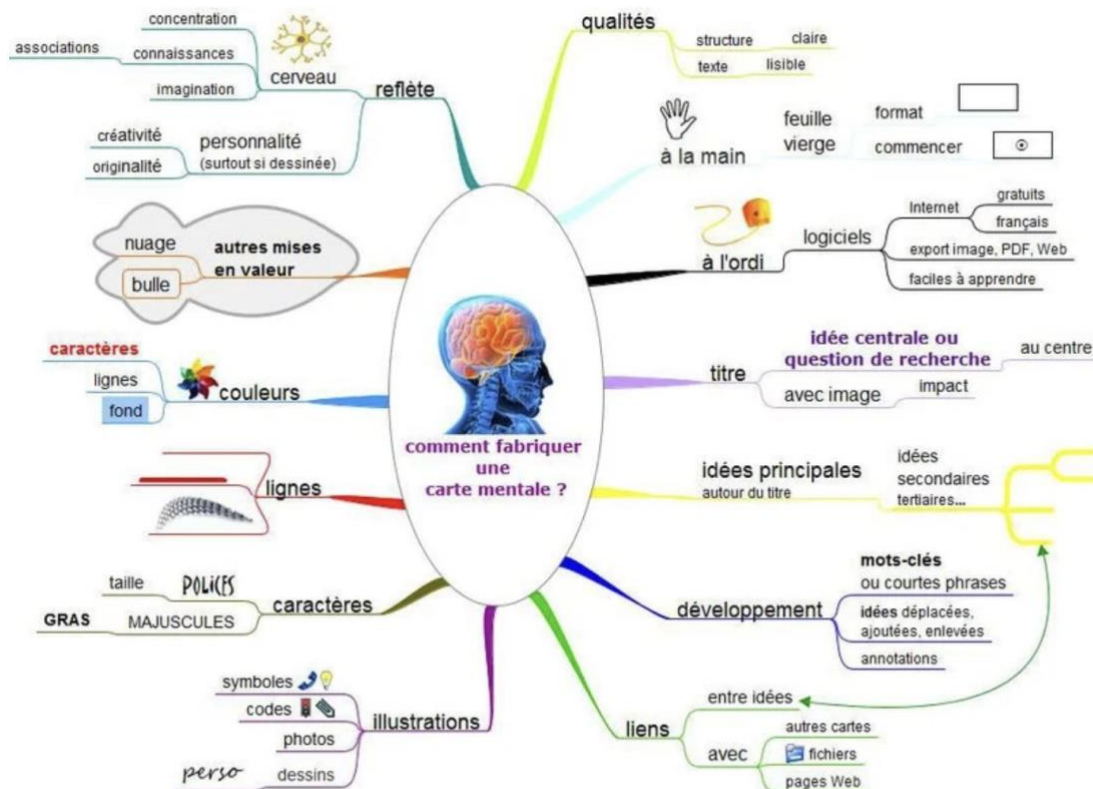 comment fabriquer
une
carte mentale ?
qualités
structure claire
texte lisible
à la main
feuille
vierge
format
commencer
à l'ordi
logiciels
Internet
gratuits
français
export image, PDF, Web
faciles à apprendre
titre
idée centrale ou
question de recherche
au centre
avec image
impact
idées principales
autour du titre
idées
secondaires
tertiaires...
développement
mots-clés
ou courtes phrases
idées déplacées,
ajoutées, enlevées
annotations
liens
entre idées
avec
autres cartes
fichiers
pages Web
illustrations
symboles
codes
photos
dessins
perso
caractères
POLICES
taille
MAJUSCULES
GRAS
lignes
couleurs
caractères
lignes
fond
autres mises
en valeur
nuage
bulle
reflète
cerveau
concentration
connaissances
associations
imagination
personnalité
(surtout si dessinée)
créativité
originalité